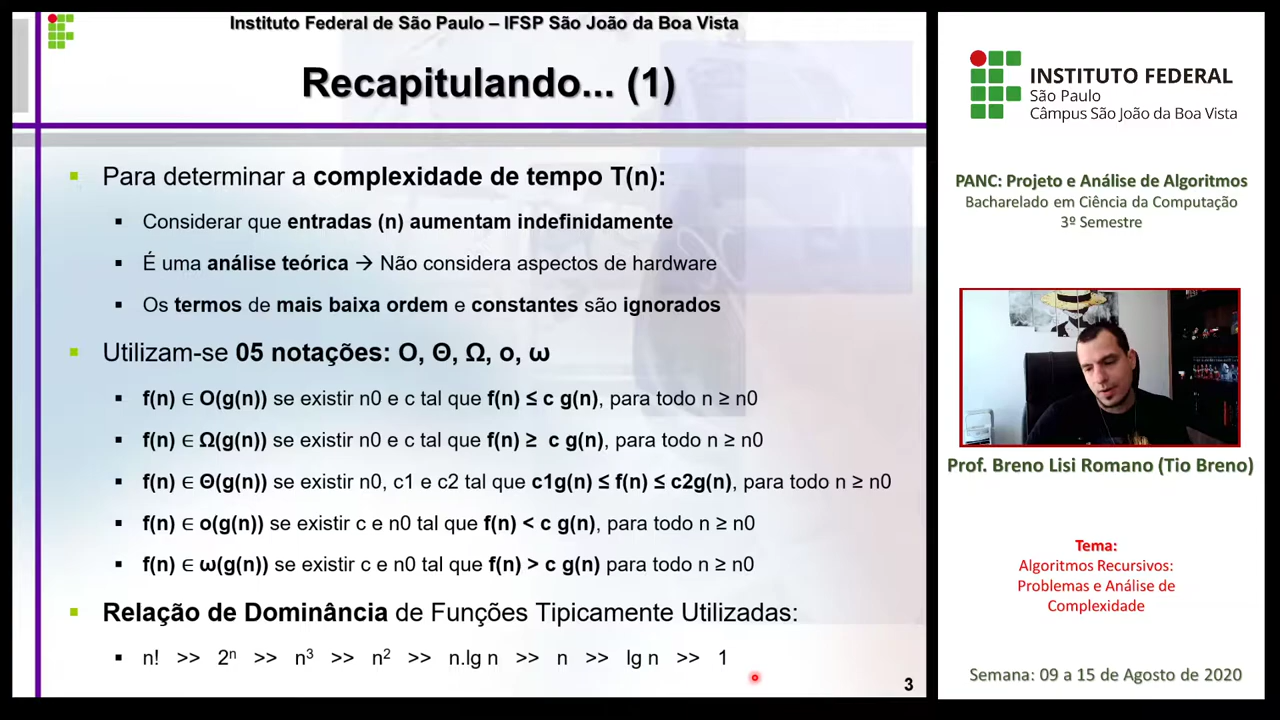 Instituto Federal de São Paulo – IFSP São João da Boa Vista
Recapitulando... (1)
Para determinar a complexidade de tempo T(n):
Considerar que entradas (n) aumentam indefinidamente
É uma análise teórica → Não considera aspectos de hardware
Os termos de mais baixa ordem e constantes são ignorados
Utilizam-se 05 notações: O, Θ, Ω, o, ω
f(n) ∈ O(g(n)) se existir n0 e c tal que f(n) ≤ c g(n), para todo n ≥ n0
f(n) ∈ Ω(g(n)) se existir n0 e c tal que f(n) ≥ c g(n), para todo n ≥ n0
f(n) ∈ Θ(g(n)) se existir n0, c1 e c2 tal que c1g(n) ≤ f(n) ≤ c2g(n), para todo n ≥ n0
f(n) ∈ o(g(n)) se existir c e n0 tal que f(n) < c g(n), para todo n ≥ n0
f(n) ∈ ω(g(n)) se existir c e n0 tal que f(n) > c g(n) para todo n ≥ n0
Relação de Dominância de Funções Tipicamente Utilizadas:
n! >> 2ⁿ >> n³ >> n² >> n.lg n >> n >> lg n >> 1
3
INSTITUTO FEDERAL
São Paulo
Câmpus São João da Boa Vista
PANC: Projeto e Análise de Algoritmos
Bacharelado em Ciência da Computação
3º Semestre
Prof. Breno Lisi Romano (Tio Breno)
Tema:
Algoritmos Recursivos:
Problemas e Análise de
Complexidade
Semana: 09 a 15 de Agosto de 2020